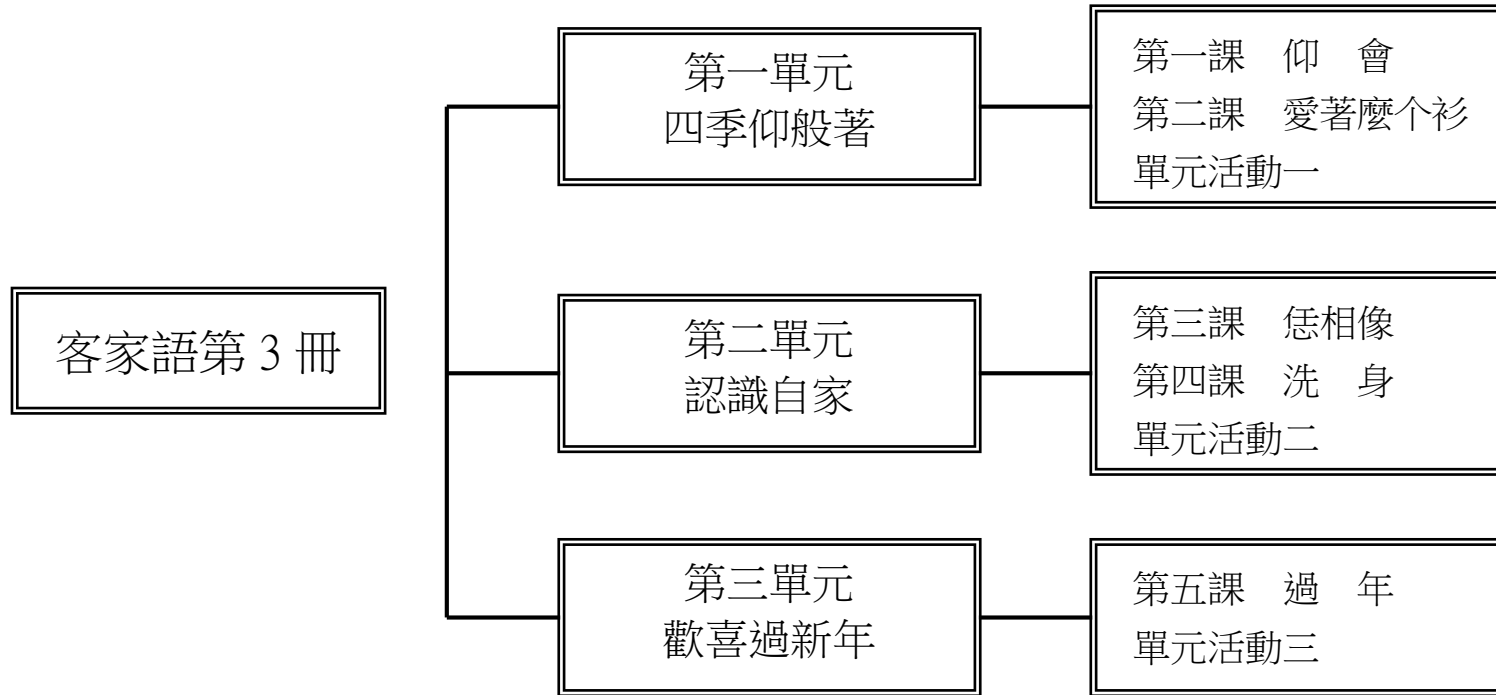 客家語第 3 冊
第一單元
四季仰般著
第一課　仰　會
第二課　愛著麼个衫
單元活動一
第二單元
認識自家
第三課　恁相像
第四課　洗　身
單元活動二
第三單元
歡喜過新年
第五課　過　年
單元活動三